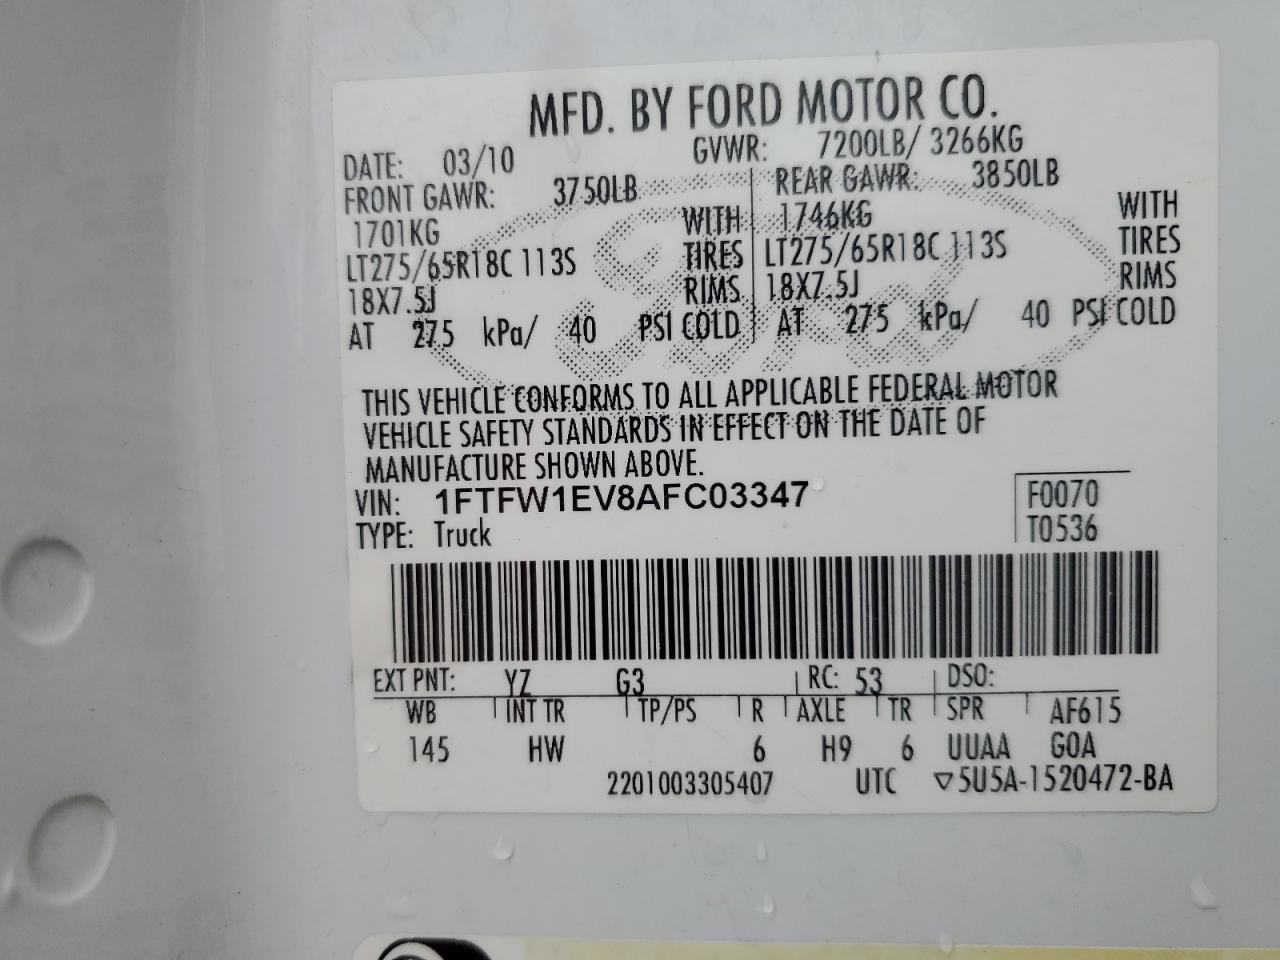 MFD. BY FORD MOTOR CO.
DATE: 03/10 GVWR: 7200LB/ 3266KG
FRONT GAWR: 3750LB REAR GAWR: 3850LB
1701KG WITH 1746KG WITH
LT275/65R18C 113S TIRES LT275/65R18C 113S TIRES
18X7.5J RIMS 18X7.5J RIMS
AT 275 kPa/ 40 PSI COLD AT 275 kPa/ 40 PSI COLD
THIS VEHICLE CONFORMS TO ALL APPLICABLE FEDERAL MOTOR
VEHICLE SAFETY STANDARDS IN EFFECT ON THE DATE OF
MANUFACTURE SHOWN ABOVE.
VIN: 1FTFW1EV8AFC03347 F0070
TYPE: Truck T0536
EXT PNT: YZ G3 RC: 53 DSO:
WB INT TR TP/PS R AXLE TR SPR AF615
145 HW 6 H9 6 UUAA GOA
2201003305407 UTC ▽5U5A-1520472-BA
Ford